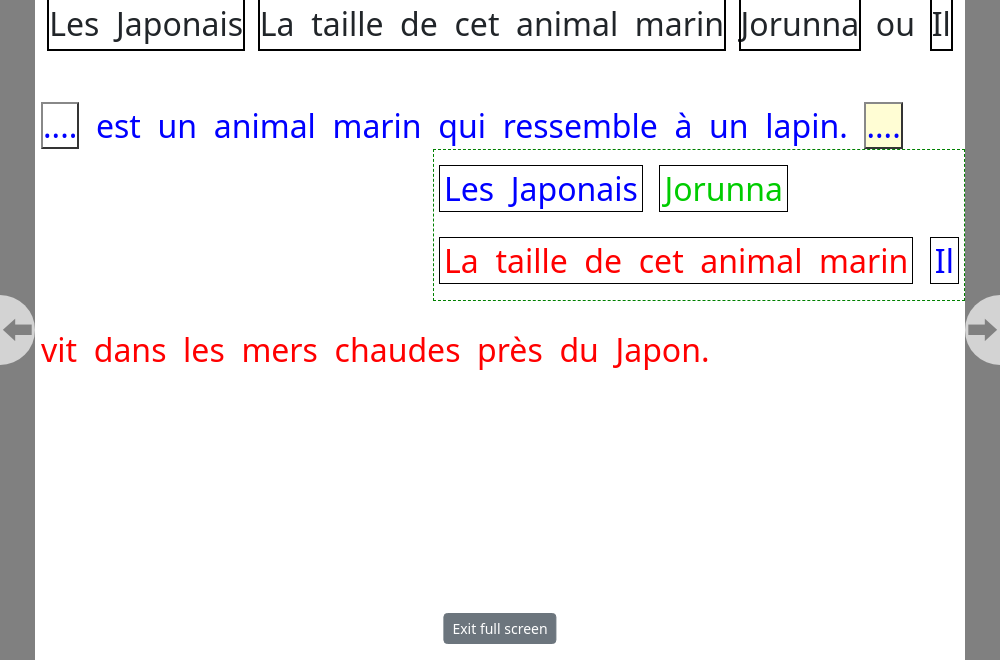 Les Japonais La taille de cet animal marin Jorunna ou Il
.... est un animal marin qui ressemble à un lapin. ....
Les Japonais Jorunna
La taille de cet animal marin Il
vit dans les mers chaudes près du Japon.
Exit full screen